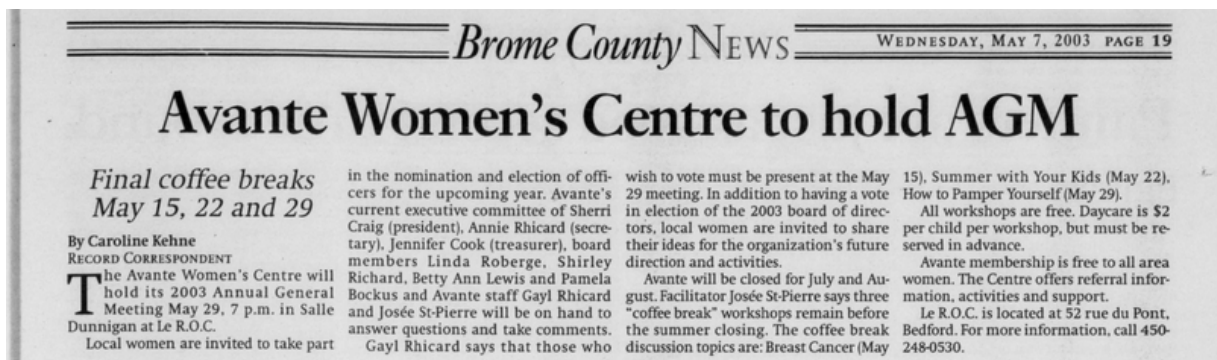 Brome County NEWS
WEDNESDAY, MAY 7, 2003 PAGE 19
Avante Women's Centre to hold AGM
Final coffee breaks
May 15, 22 and 29
By Caroline Kehne
RECORD CORRESPONDENT
The Avante Women's Centre will
hold its 2003 Annual General
Meeting May 29, 7 p.m. in Salle
Dunnigan at Le R.O.C.
Local women are invited to take part
in the nomination and election of offi-
cers for the upcoming year. Avante's
current executive committee of Sherri
Craig (president), Annie Rhicard (secre-
tary), Jennifer Cook (treasurer), board
members Linda Roberge, Shirley
Richard, Betty Ann Lewis and Pamela
Bockus and Avante staff Gayl Rhicard
and Josée St-Pierre will be on hand to
answer questions and take comments.
Gayl Rhicard says that those who
wish to vote must be present at the May
29 meeting. In addition to having a vote
in election of the 2003 board of direc-
tors, local women are invited to share
their ideas for the organization's future
direction and activities.
Avante will be closed for July and Au-
gust. Facilitator Josée St-Pierre says three
"coffee break" workshops remain before
the summer closing. The coffee break
discussion topics are: Breast Cancer (May
15), Summer with Your Kids (May 22),
How to Pamper Yourself (May 29).
All workshops are free. Daycare is $2
per child per workshop, but must be re-
served in advance.
Avante membership is free to all area
women. The Centre offers referral infor-
mation, activities and support.
Le R.O.C. is located at 52 rue du Pont,
Bedford. For more information, call 450-
248-0530.